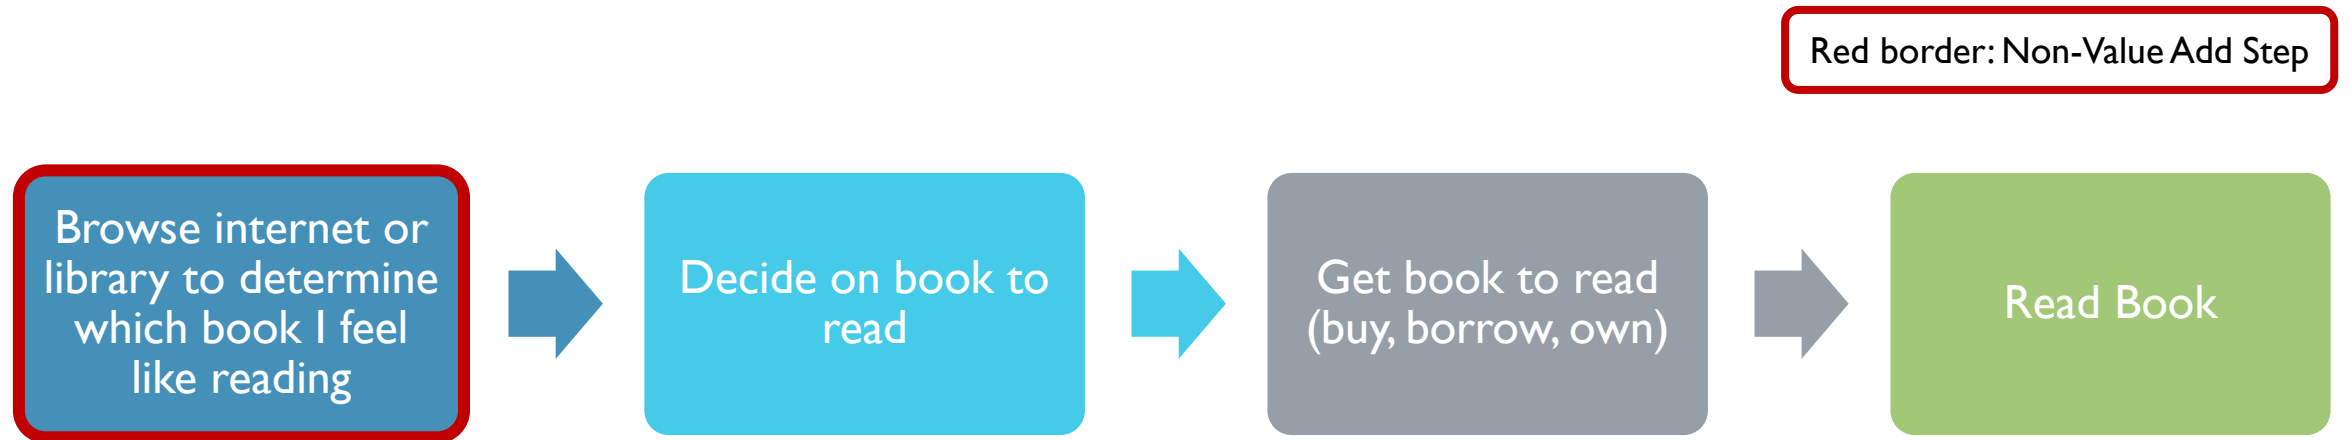 Red border: Non-Value Add Step
Browse internet or
library to determine
which book I feel
like reading
Decide on book to
read
Get book to read
(buy, borrow, own)
Read Book